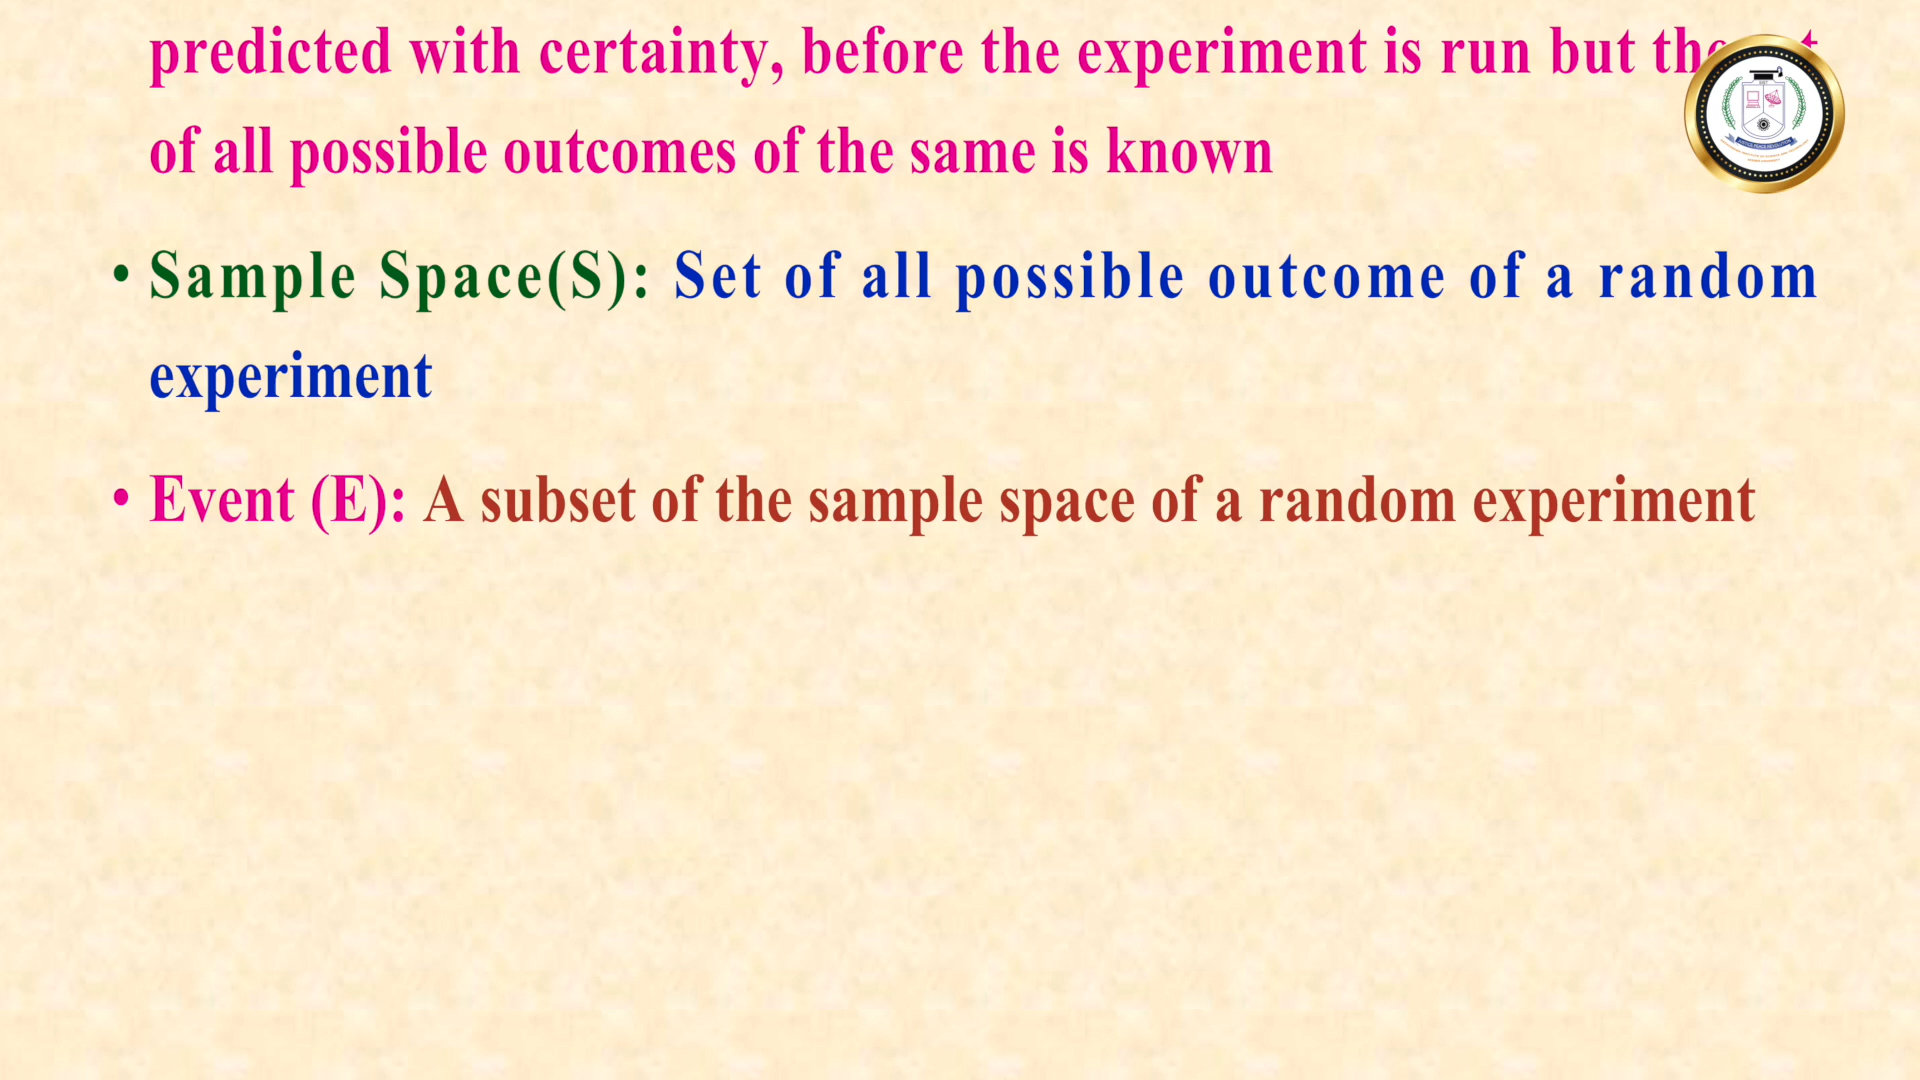 predicted with certainty, before the experiment is run but the
of all possible outcomes of the same is known
• Sample Space(S): Set of all possible outcome of a random
experiment
• Event (E): A subset of the sample space of a random experiment